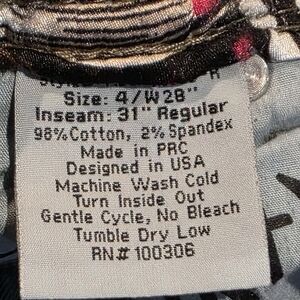 Size: 4/W28"
Inseam: 31" Regular
98%Cotton, 2%Spandex
Made in PRC
Designed in USA
Machine Wash Cold
Turn Inside Out
Gentle Cycle, No Bleach
Tumble Dry Low
RN# 100306